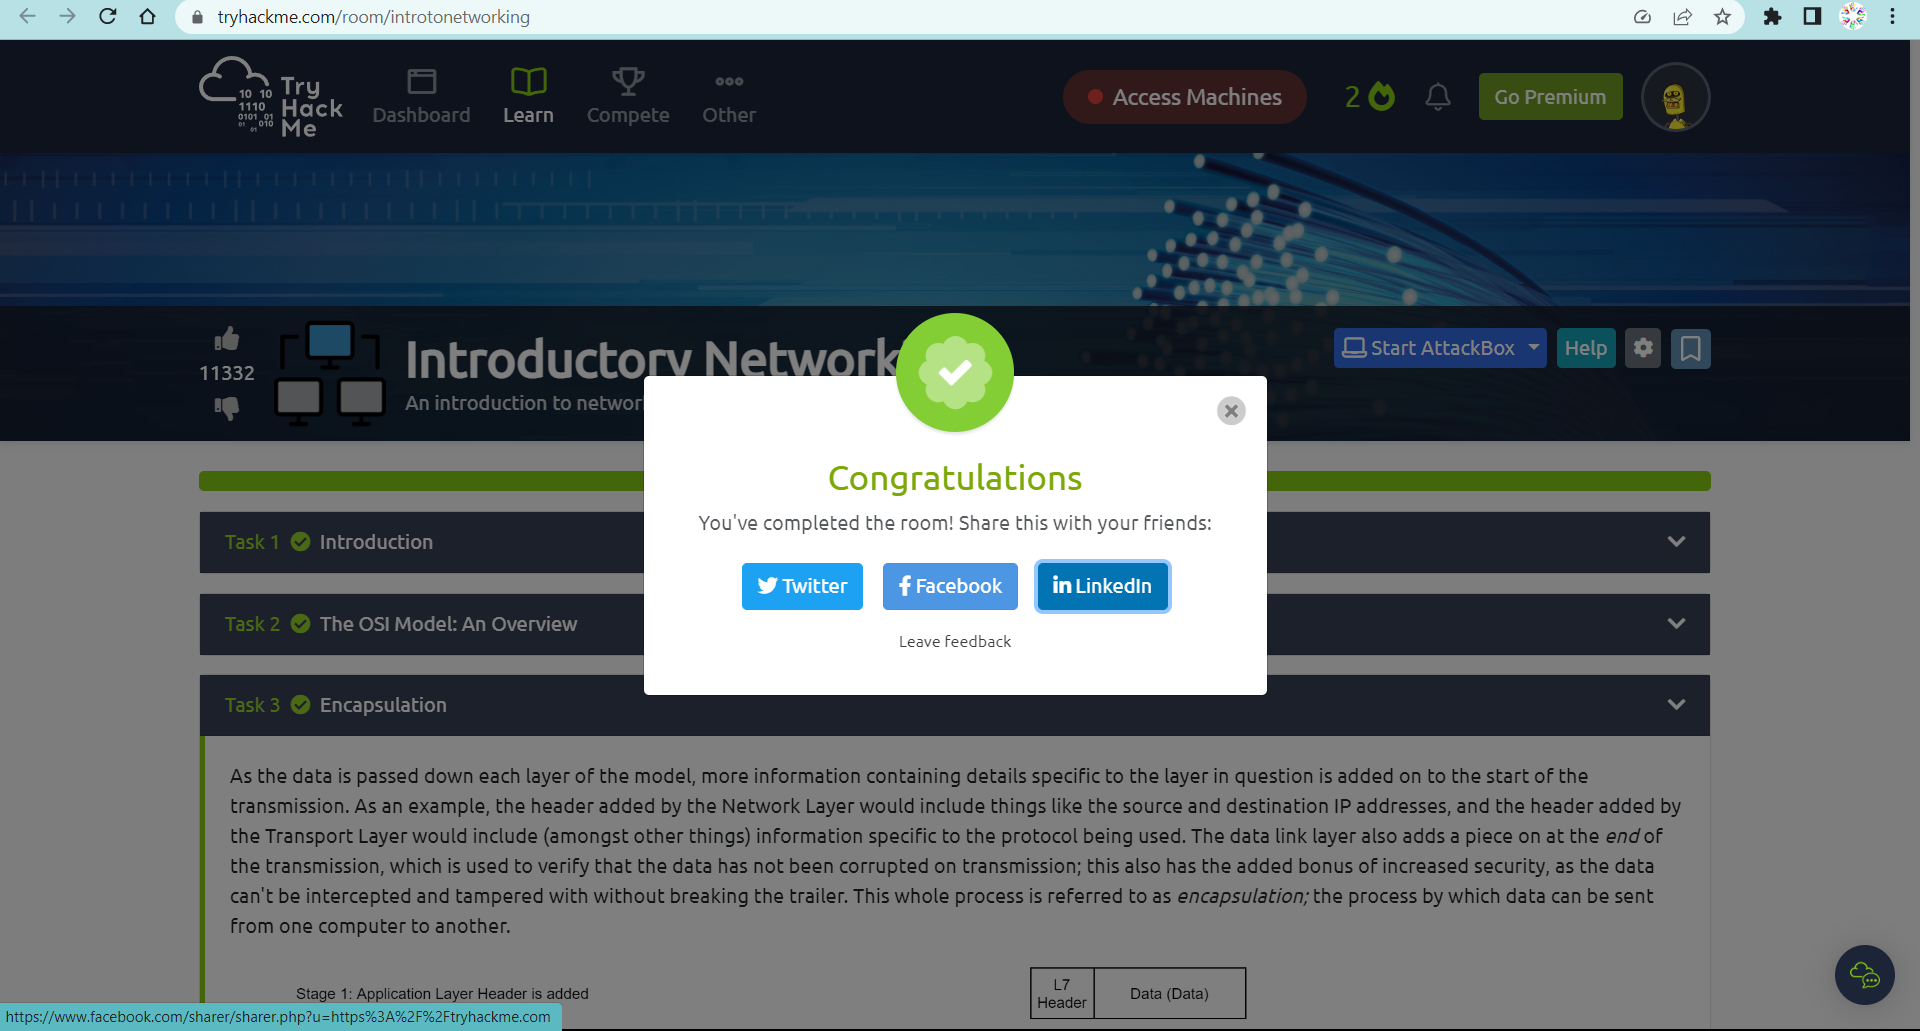 tryhackme.com/room/introtonetworking
Try
Hack
Me
10 10
1110
0101 01
01 010
01
Dashboard
Learn
Compete
Other
Access Machines
2
Go Premium
11332
Introductory Network
An introduction to networ
Start AttackBox
Help
Congratulations
You've completed the room! Share this with your friends:
Twitter
Facebook
in LinkedIn
Leave feedback
Task 1 Introduction
Task 2 The OSI Model: An Overview
Task 3 Encapsulation
As the data is passed down each layer of the model, more information containing details specific to the layer in question is added on to the start of the
transmission. As an example, the header added by the Network Layer would include things like the source and destination IP addresses, and the header added by
the Transport Layer would include (amongst other things) information specific to the protocol being used. The data link layer also adds a piece on at the end of
the transmission, which is used to verify that the data has not been corrupted on transmission; this also has the added bonus of increased security, as the data
can't be intercepted and tampered with without breaking the trailer. This whole process is referred to as encapsulation; the process by which data can be sent
from one computer to another.
Stage 1: Application Layer Header is added
L7
Header
Data (Data)
https://www.facebook.com/sharer/sharer.php?u=https%3A%2F%2Ftryhackme.com